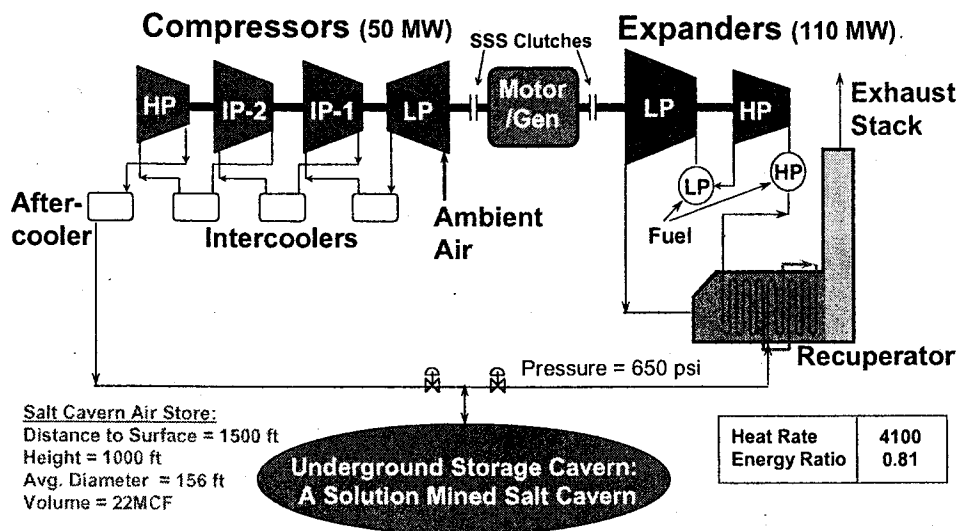 Compressors (50 MW)
Expanders (110 MW)
SSS Clutches
HP
IP-2
IP-1
LP
Motor
/Gen
LP
HP
Exhaust
Stack
LP
HP
After-
cooler
Intercoolers
Ambient
Air
Fuel
Recuperator
Pressure = 650 psi
Salt Cavern Air Store:
Distance to Surface = 1500 ft
Height = 1000 ft
Avg. Diameter = 156 ft
Volume = 22MCF
Underground Storage Cavern:
A Solution Mined Salt Cavern
Heat Rate 4100
Energy Ratio 0.81